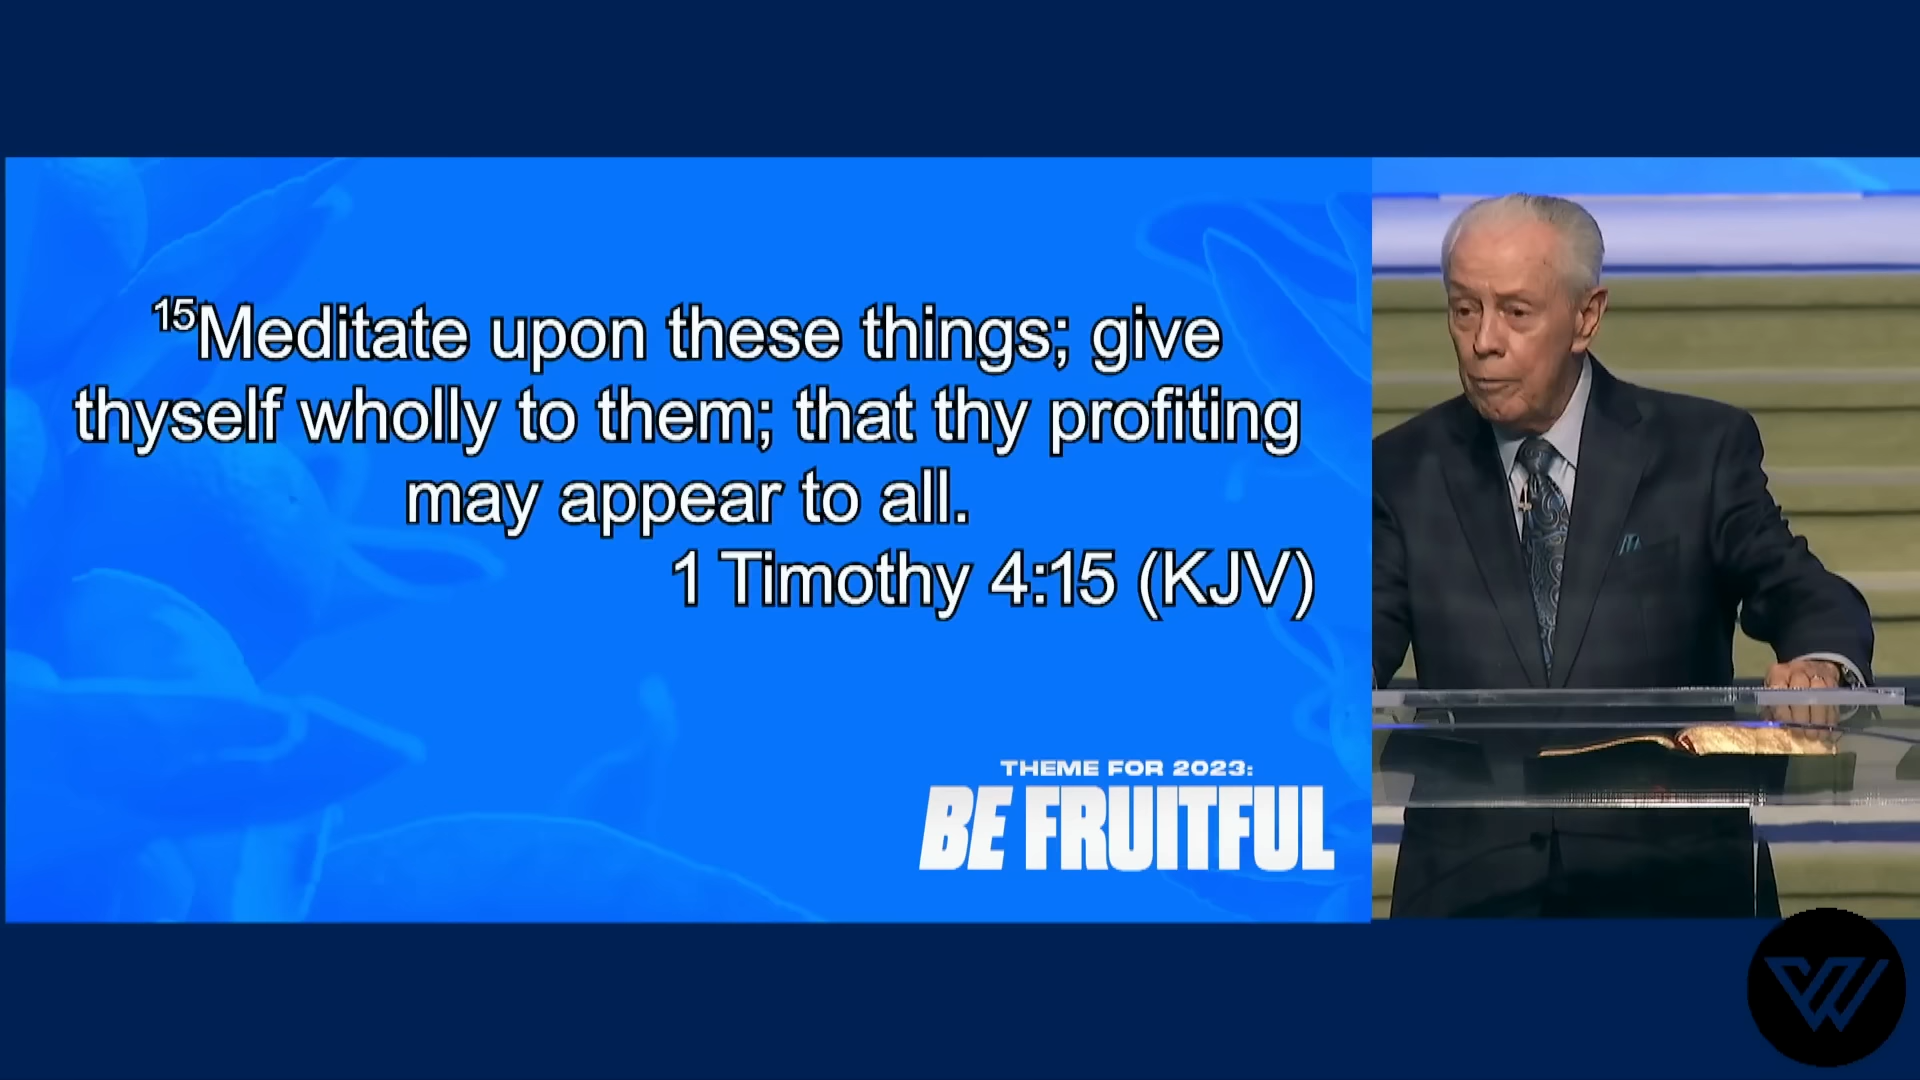 15Meditate upon these things; give
thyself wholly to them; that thy profiting
may appear to all.
1 Timothy 4:15 (KJV)
THEME FOR 2023:
BE FRUITFUL